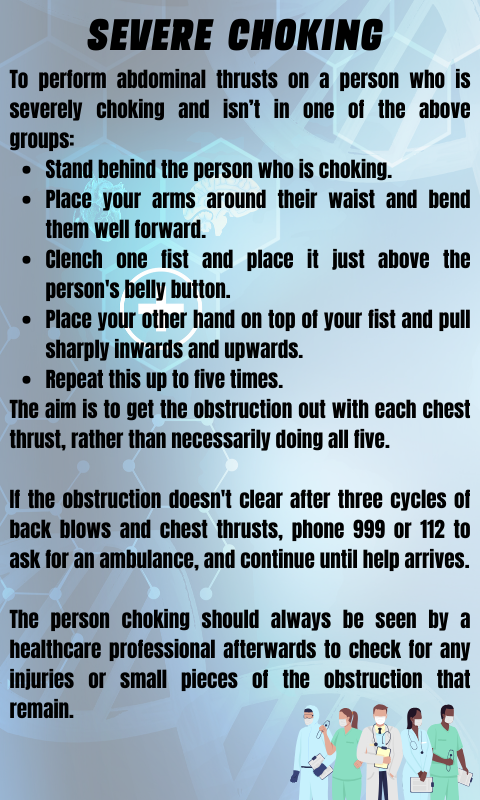 SEVERE CHOKING
To perform abdominal thrusts on a person who is
severely choking and isn't in one of the above
groups:
• Stand behind the person who is choking.
• Place your arms around their waist and bend
them well forward.
• Clench one fist and place it just above the
person's belly button.
• Place your other hand on top of your fist and pull
sharply inwards and upwards.
• Repeat this up to five times.
The aim is to get the obstruction out with each chest
thrust, rather than necessarily doing all five.
If the obstruction doesn't clear after three cycles of
back blows and chest thrusts, phone 999 or 112 to
ask for an ambulance, and continue until help arrives.
The person choking should always be seen by a
healthcare professional afterwards to check for any
injuries or small pieces of the obstruction that
remain.